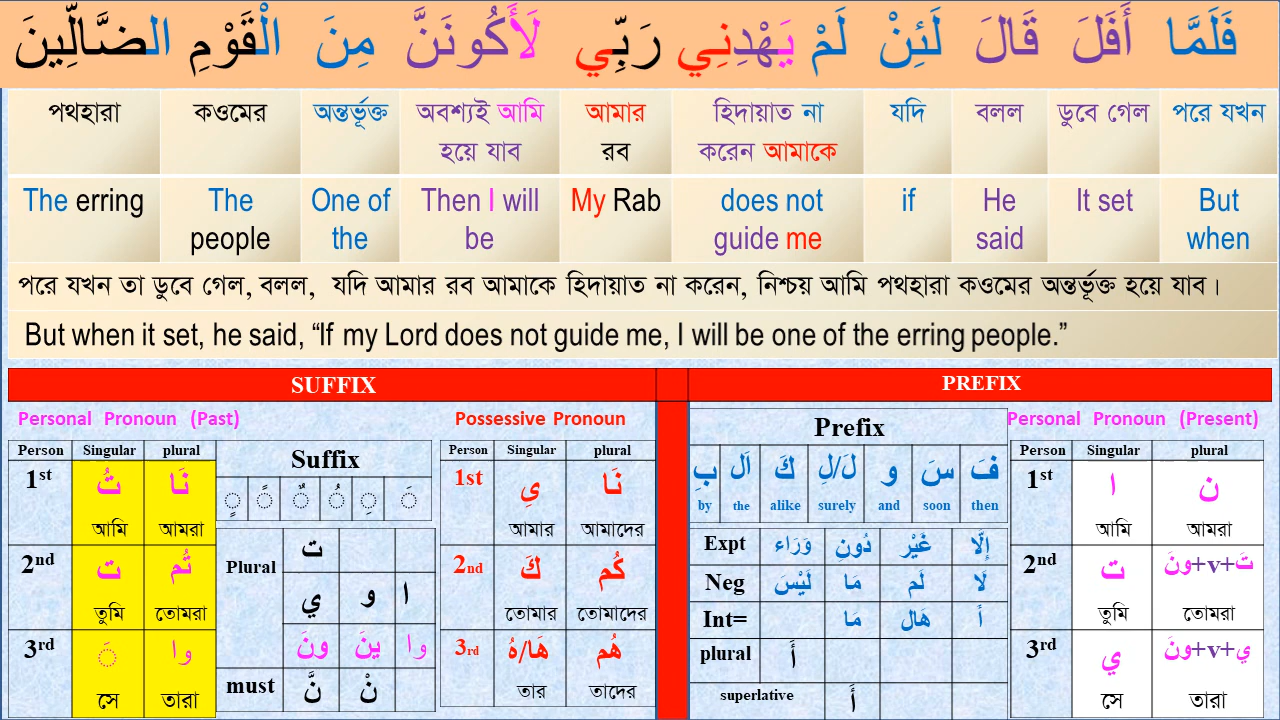 فَلَمَّا أَفَلَ قَالَ لَئِنْ لَمْ يَهْدِنِي رَبِّي لَأَكُونَنَّ مِنَ الْقَوْمِ الضَّالِّينَ
পথহারা কওমের অন্তর্ভূক্ত অবশ্যই আমি আমার হিদায়াত না যদি বলল ডুবে গেল পরে যখন
হয়ে যাব রব করেন আমাকে
The erring The One of Then I will My Rab does not if He It set But
people the be guide me said when
পরে যখন তা ডুবে গেল, বলল, যদি আমার রব আমাকে হিদায়াত না করেন, নিশ্চয় আমি পথহারা কওমের অন্তর্ভূক্ত হয়ে যাব।
But when it set, he said, “If my Lord does not guide me, I will be one of the erring people.”
SUFFIX
Personal Pronoun (Past)
Person Singular plural
1st تُ نَا
আমি আমরা
2nd ت تُم
তুমি তোমরা
3rd َ وا
সে তারা
Suffix
ٍ ً ٌ ُ ِ َ
Plural
ت
ي و ا
ونَ ينَ وا
must نَّ نْ
Possessive Pronoun
Person Singular plural
1st ىِ نَا
আমার আমাদের
2nd كَ كُم
তোমার তোমাদের
3rd هَا/هُ هُم
তার তাদের
PREFIX
Prefix
بِ اَل كَ لَ/لِ و سَ فَ
by the alike surely and soon then
Expt وَرَاء دُونِ غَيْر إِلَّا
Neg لَيْسَ مَا لَم لَا
Int= مَا هَال أَ
plural أَ
superlative أَ
Personal Pronoun (Present)
Person Singular plural
1st ا ن
আমি আমরা
2nd ت تَ+v+ونَ
তুমি তোমরা
3rd ي ي+v+ونَ
সে তারা